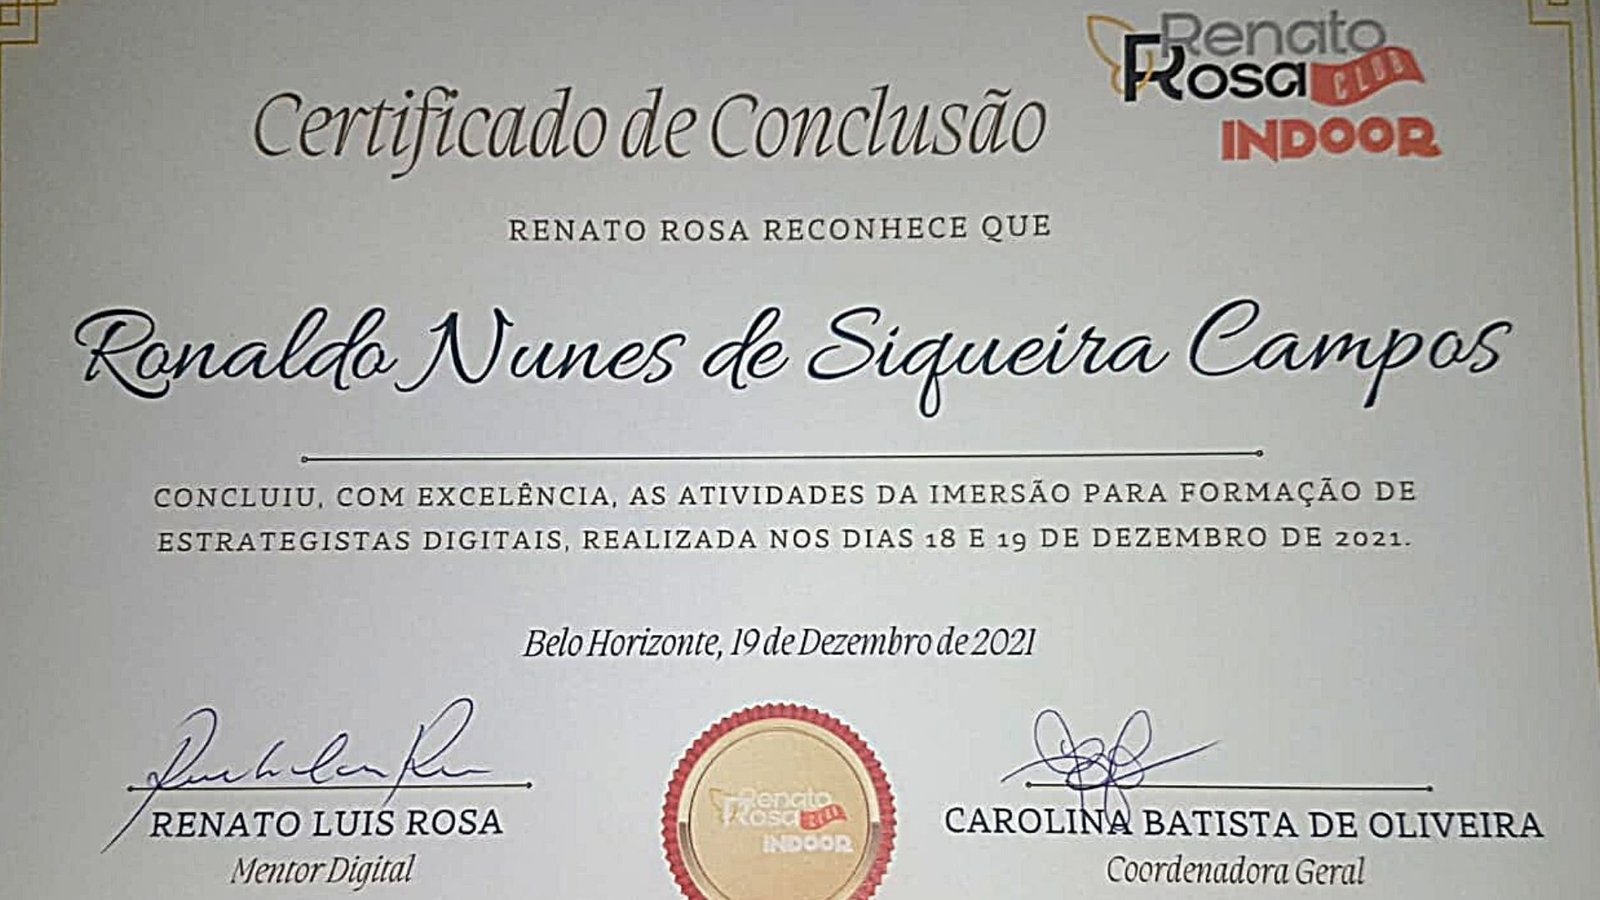 Renato
Rosa CLUB
INDOOR
Certificado de Conclusão
RENATO ROSA RECONHECE QUE
Ronaldo Nunes de Siqueira Campos
CONCLUIU, COM EXCELÊNCIA, AS ATIVIDADES DA IMERSÃO PARA FORMAÇÃO DE
ESTRATEGISTAS DIGITAIS, REALIZADA NOS DIAS 18 E 19 DE DEZEMBRO DE 2021.
Belo Horizonte, 19 de Dezembro de 2021
RENATO LUIS ROSA
Mentor Digital
Renato
Rosa CLUB
INDOOR
CAROLINA BATISTA DE OLIVEIRA
Coordenadora Geral